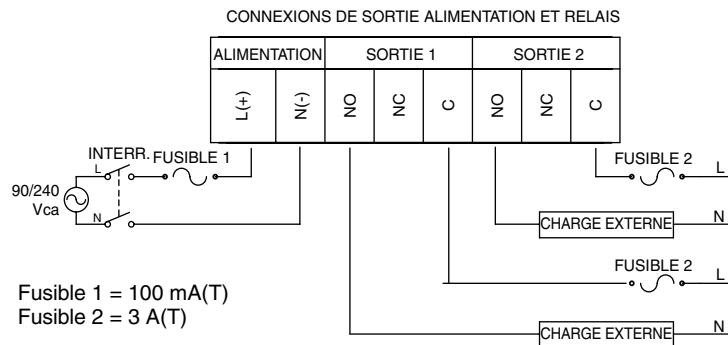 CONNEXIONS DE SORTIE ALIMENTATION ET RELAIS
ALIMENTATION SORTIE 1 SORTIE 2
L(+) N(-) NO NC C NO NC C
INTERR. FUSIBLE 1 FUSIBLE 2
L L
90/240
Vca
N CHARGE EXTERNE N
FUSIBLE 2
L
Fusible 1 = 100 mA(T)
Fusible 2 = 3 A(T)
CHARGE EXTERNE N